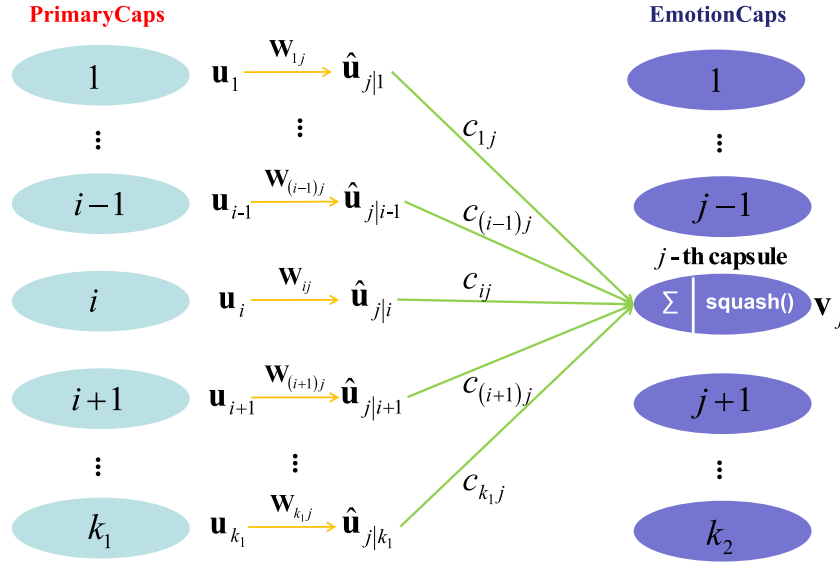 PrimaryCaps EmotionCaps
1 𝐮₁ 𝐖₁ⱼ 𝐮̂ⱼ|₁ 1
⋮ ⋮ c₁ⱼ ⋮
i−1 𝐮ᵢ₋₁ 𝐖₍ᵢ₋₁₎ⱼ 𝐮̂ⱼ|ᵢ₋₁ c₍ᵢ₋₁₎ⱼ j−1
j-th capsule
i 𝐮ᵢ 𝐖ᵢⱼ 𝐮̂ⱼ|ᵢ cᵢⱼ Σ squash() 𝐯ⱼ
i+1 𝐮ᵢ₊₁ 𝐖₍ᵢ₊₁₎ⱼ 𝐮̂ⱼ|ᵢ₊₁ c₍ᵢ₊₁₎ⱼ j+1
⋮ ⋮ ⋮
k₁ 𝐮ₖ₁ 𝐖ₖ₁ⱼ 𝐮̂ⱼ|ₖ₁ cₖ₁ⱼ k₂